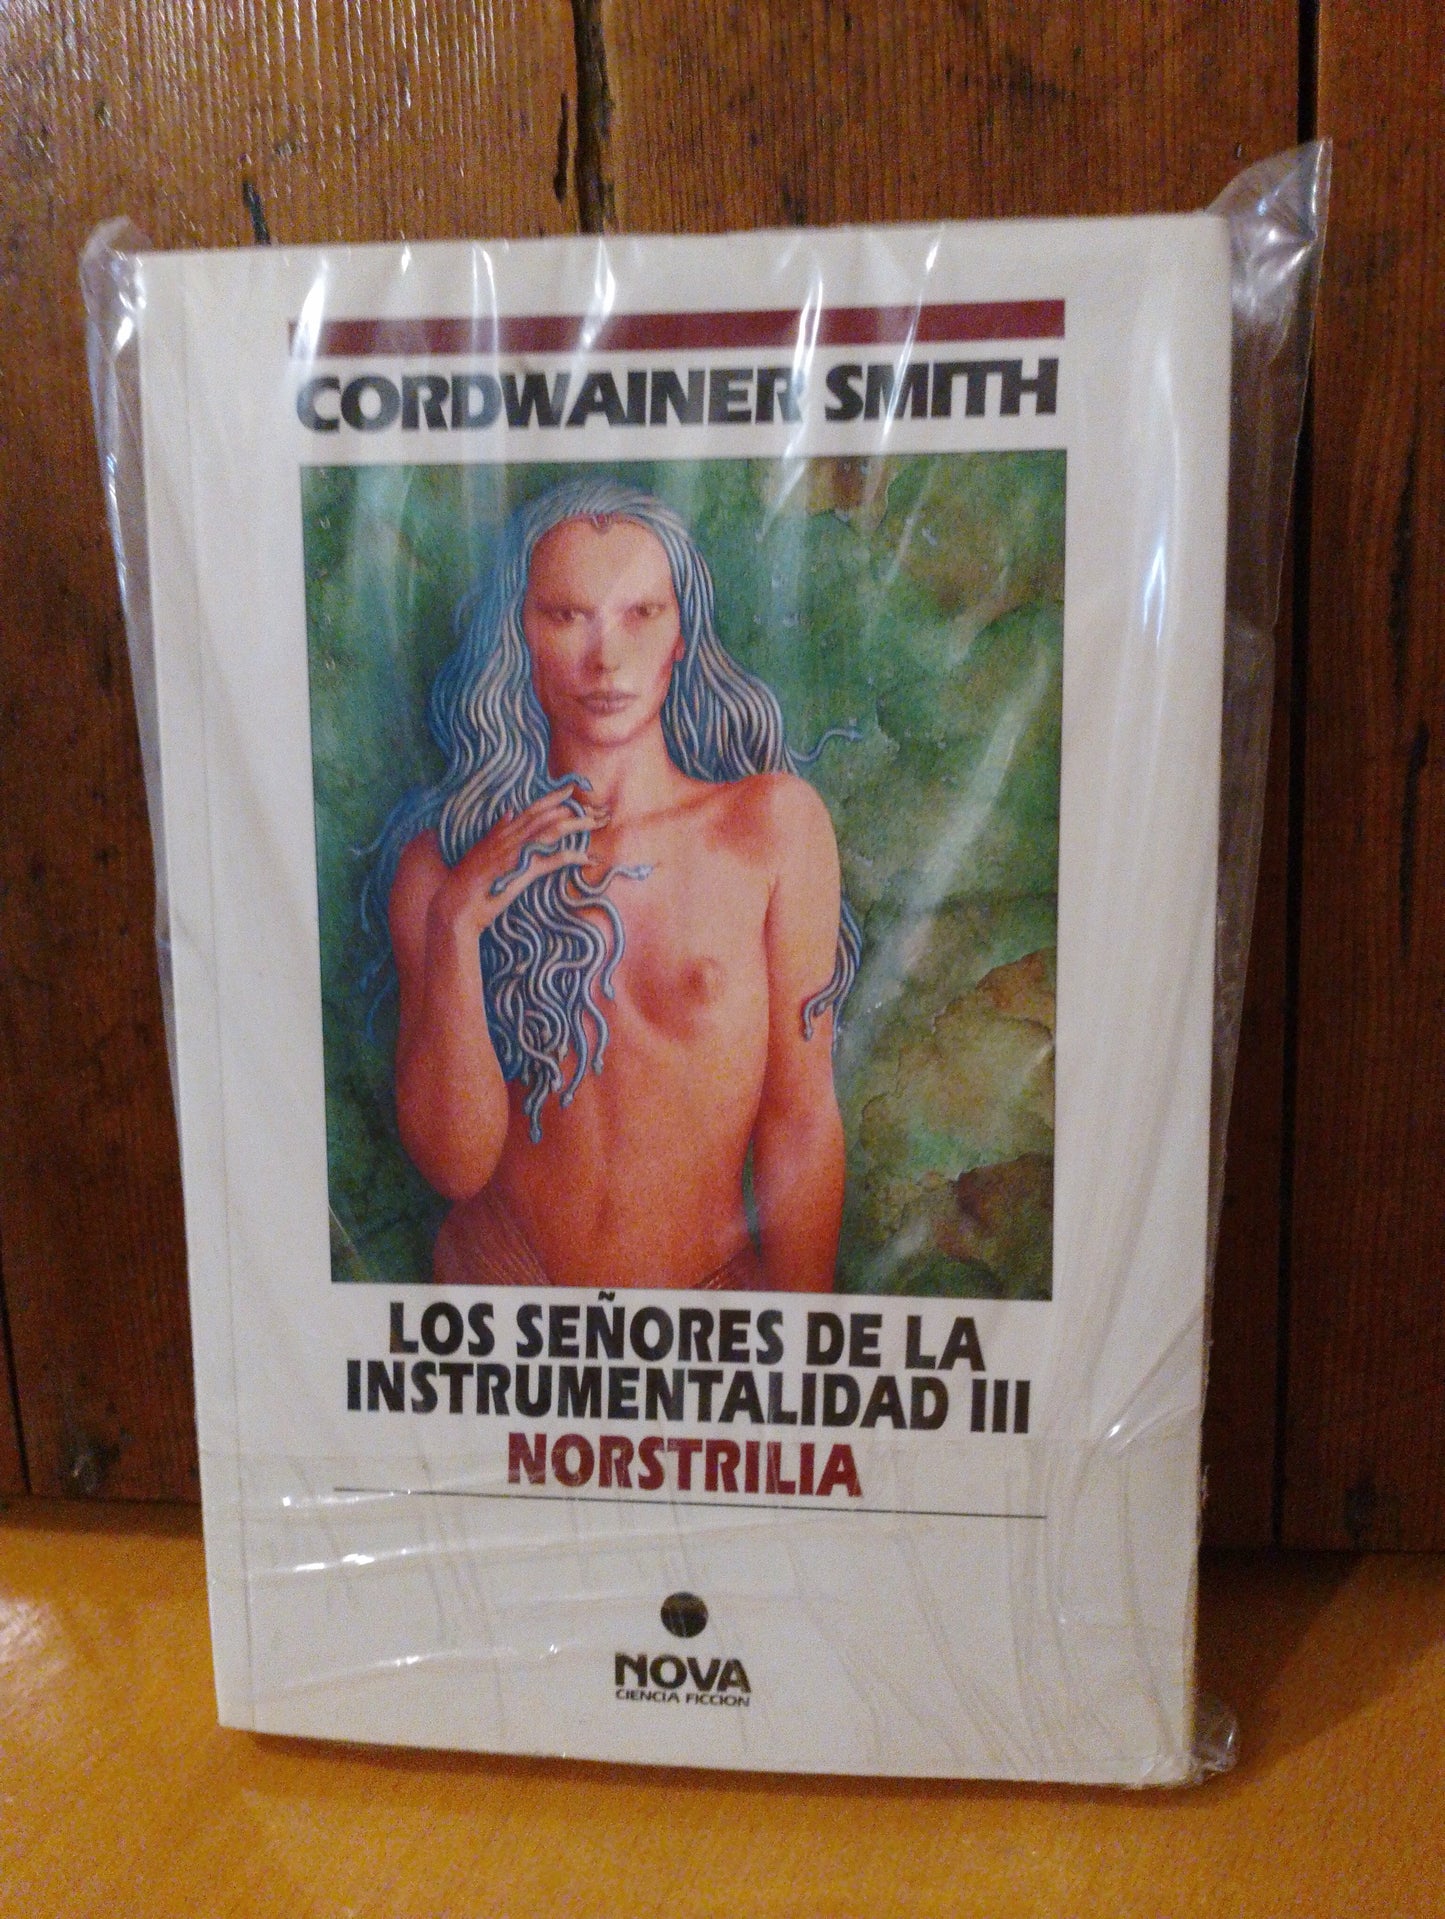 CORDWAINER SMITH
LOS SEÑORES DE LA
INSTRUMENTALIDAD III
NORSTRILIA
NOVA
CIENCIA FICCION